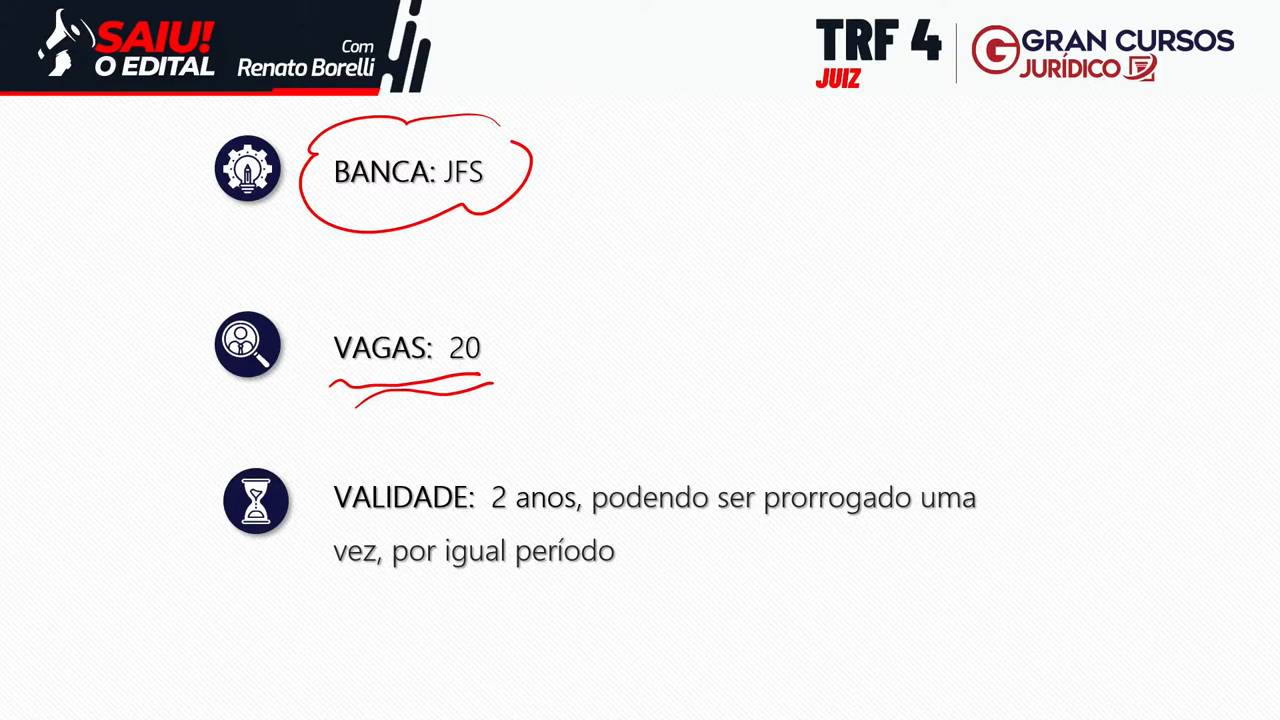 SAIU!
O EDITAL
Com
Renato Borelli
TRF 4
JUIZ
G GRAN CURSOS
JURÍDICO
BANCA: JFS
VAGAS: 20
VALIDADE: 2 anos, podendo ser prorrogado uma
vez, por igual período